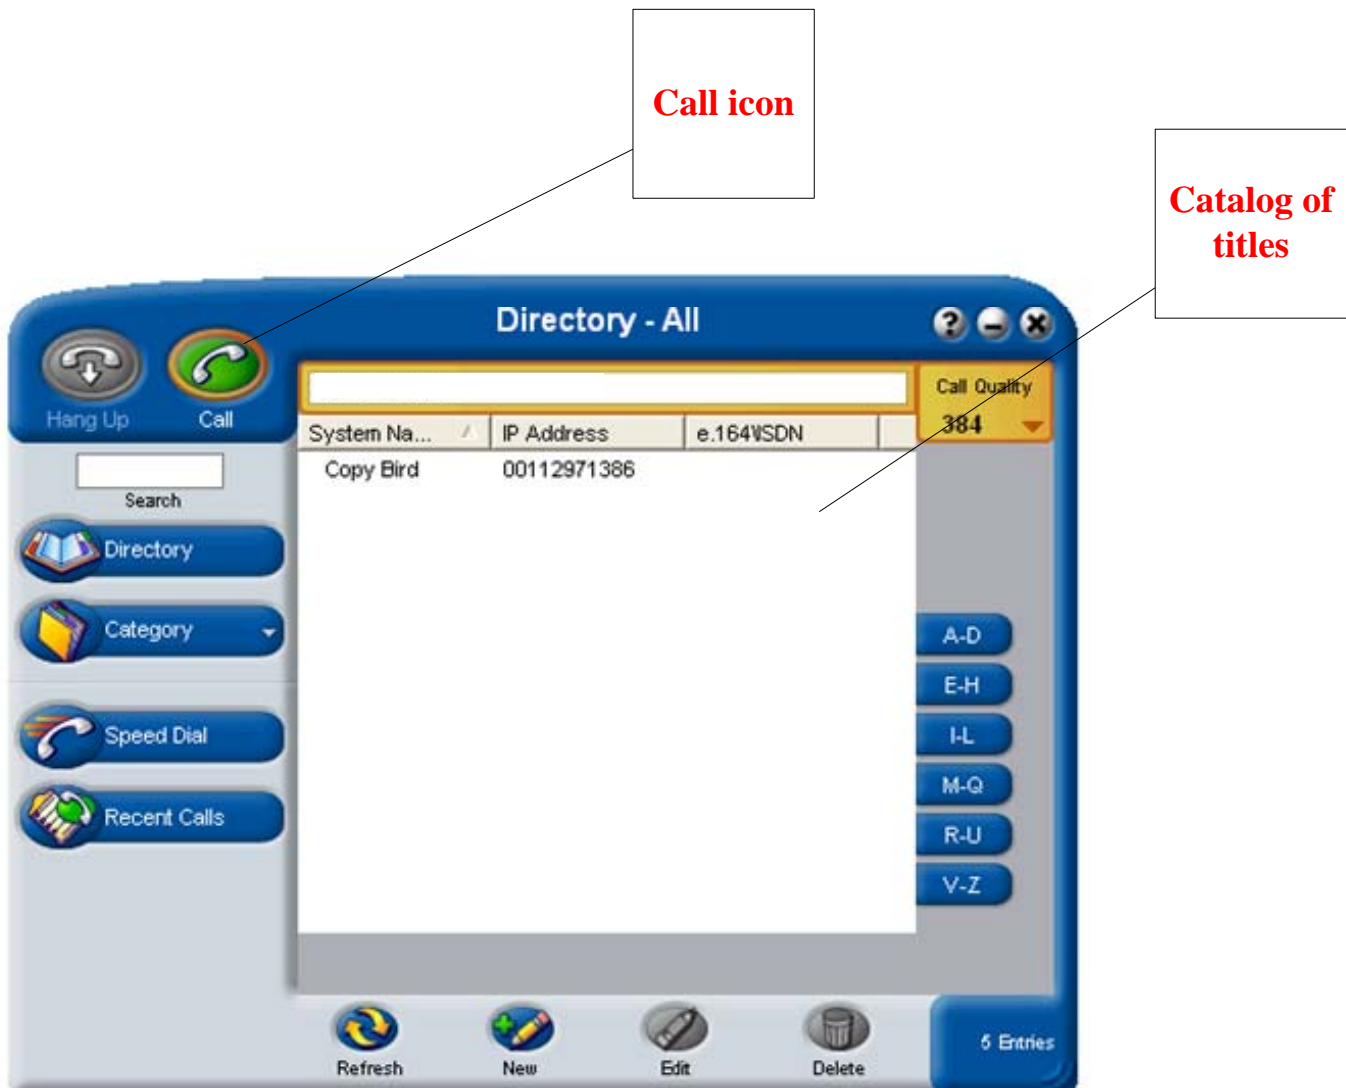 Call icon
Catalog of
titles
Directory - All
?
Hang Up
Call
Call Quality
384
System Na...
IP Address
e.164\ISDN
Copy Bird
00112971386
Search
Directory
Category
Speed Dial
Recent Calls
A-D
E-H
I-L
M-Q
R-U
V-Z
Refresh
New
Edit
Delete
5 Entries